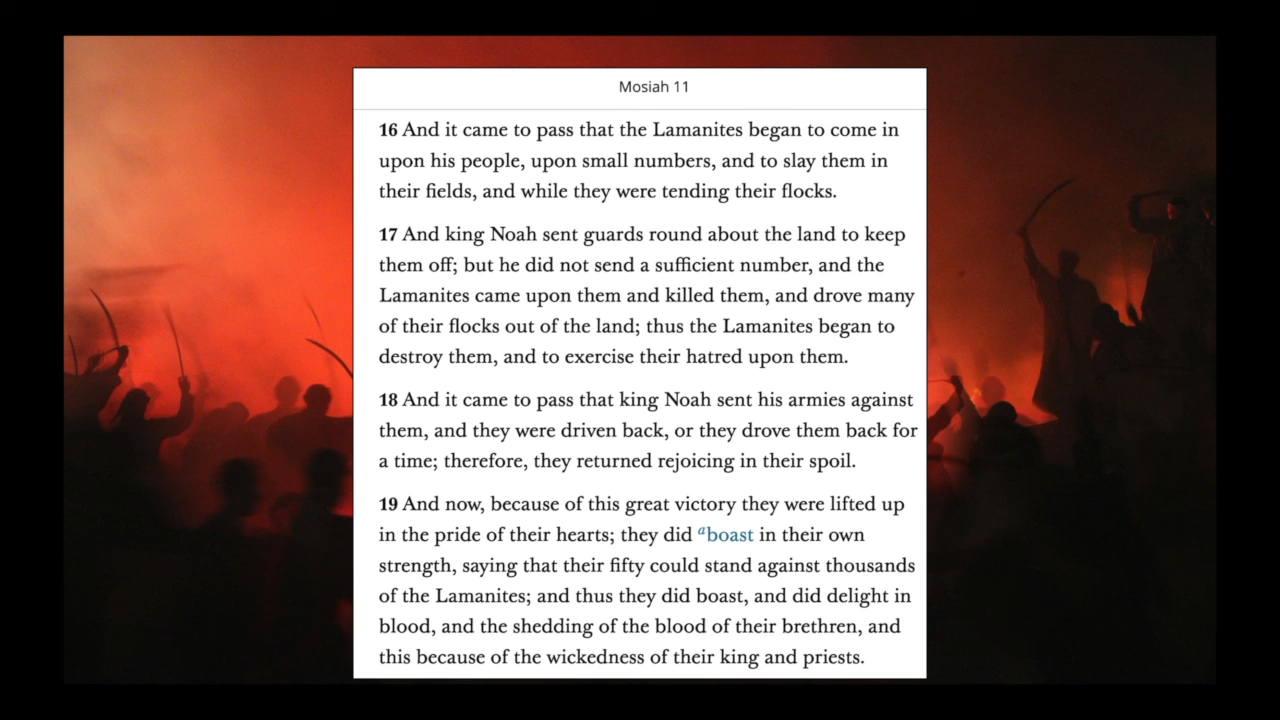 Mosiah 11
16 And it came to pass that the Lamanites began to come in
upon his people, upon small numbers, and to slay them in
their fields, and while they were tending their flocks.
17 And king Noah sent guards round about the land to keep
them off; but he did not send a sufficient number, and the
Lamanites came upon them and killed them, and drove many
of their flocks out of the land; thus the Lamanites began to
destroy them, and to exercise their hatred upon them.
18 And it came to pass that king Noah sent his armies against
them, and they were driven back, or they drove them back for
a time; therefore, they returned rejoicing in their spoil.
19 And now, because of this great victory they were lifted up
in the pride of their hearts; they did aboast in their own
strength, saying that their fifty could stand against thousands
of the Lamanites; and thus they did boast, and did delight in
blood, and the shedding of the blood of their brethren, and
this because of the wickedness of their king and priests.